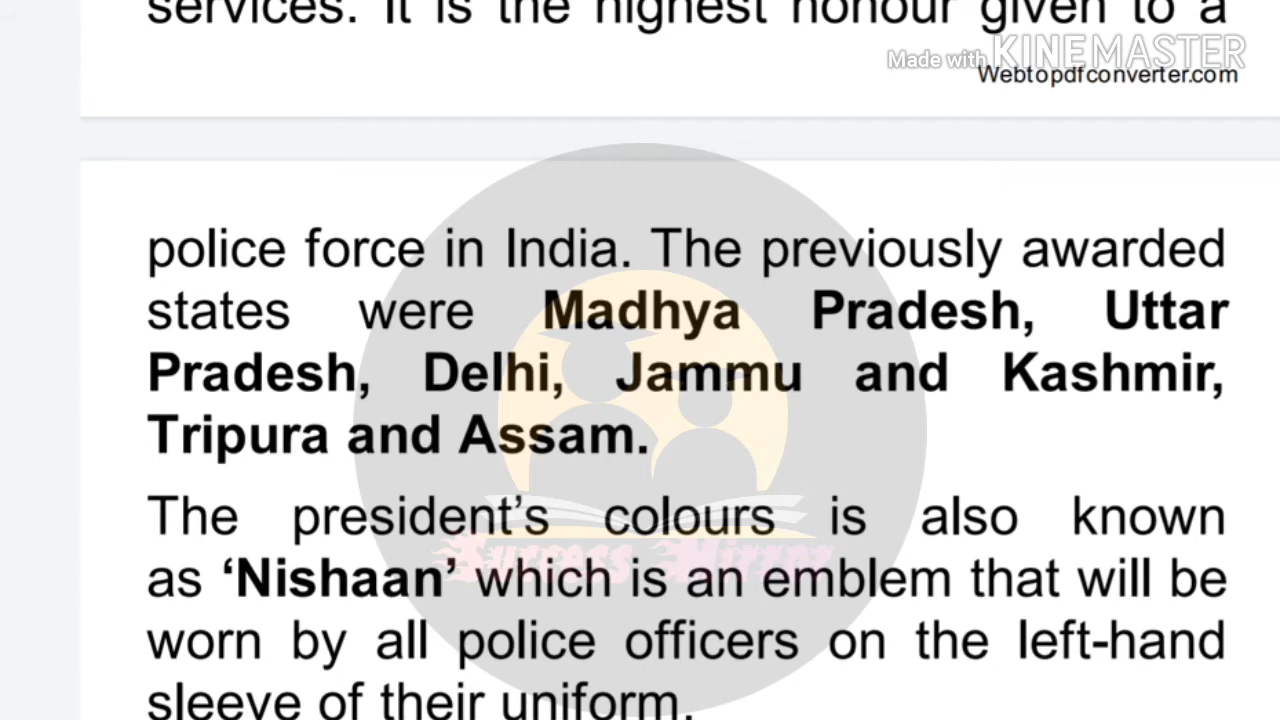 services. It is the highest honour given to a
Made with KINEMASTER
Webtopdfconverter.com
police force in India. The previously awarded
states were Madhya Pradesh, Uttar
Pradesh, Delhi, Jammu and Kashmir,
Tripura and Assam.
The president’s colours is also known
as ‘Nishaan’ which is an emblem that will be
Success Mirror
worn by all police officers on the left-hand
sleeve of their uniform.